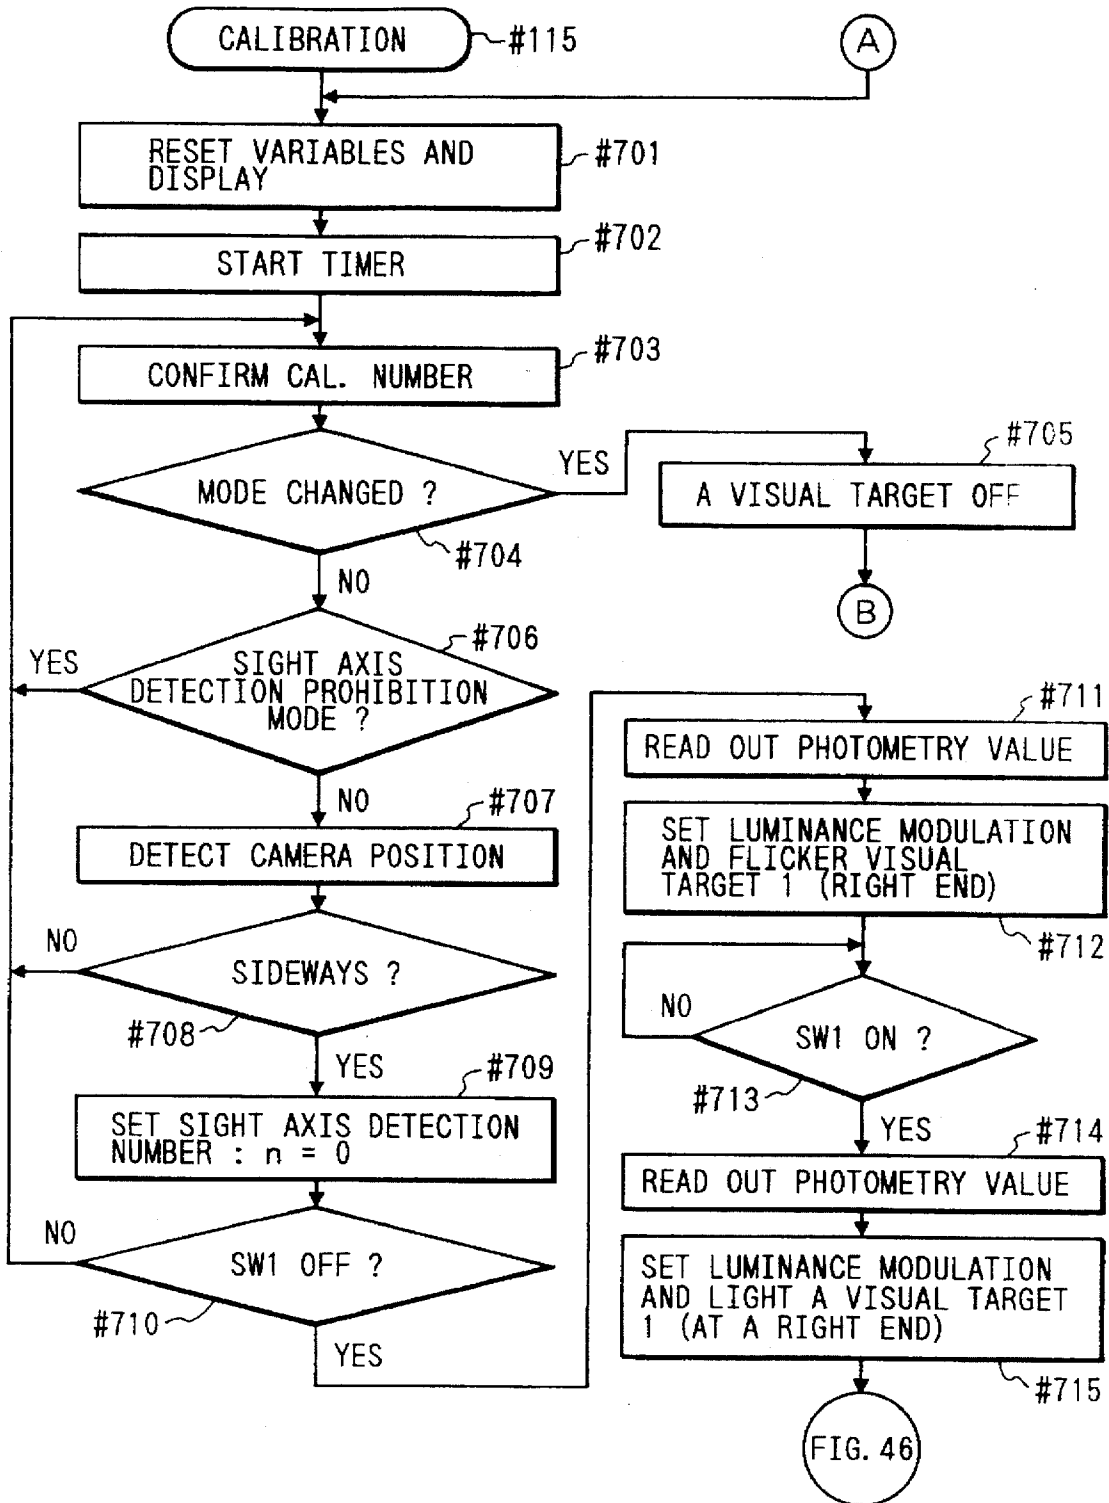 CALIBRATION
#115
A
RESET VARIABLES AND
DISPLAY
#701
START TIMER
#702
CONFIRM CAL. NUMBER
#703
MODE CHANGED ?
#704
YES
NO
A VISUAL TARGET OFF
#705
B
SIGHT AXIS
DETECTION PROHIBITION
MODE ?
#706
YES
NO
DETECT CAMERA POSITION
#707
SIDEWAYS ?
#708
NO
YES
SET SIGHT AXIS DETECTION
NUMBER : n = 0
#709
SW1 OFF ?
#710
NO
YES
READ OUT PHOTOMETRY VALUE
#711
SET LUMINANCE MODULATION
AND FLICKER VISUAL
TARGET 1 (RIGHT END)
#712
SW1 ON ?
#713
NO
YES
READ OUT PHOTOMETRY VALUE
#714
SET LUMINANCE MODULATION
AND LIGHT A VISUAL TARGET
1 (AT A RIGHT END)
#715
FIG. 46